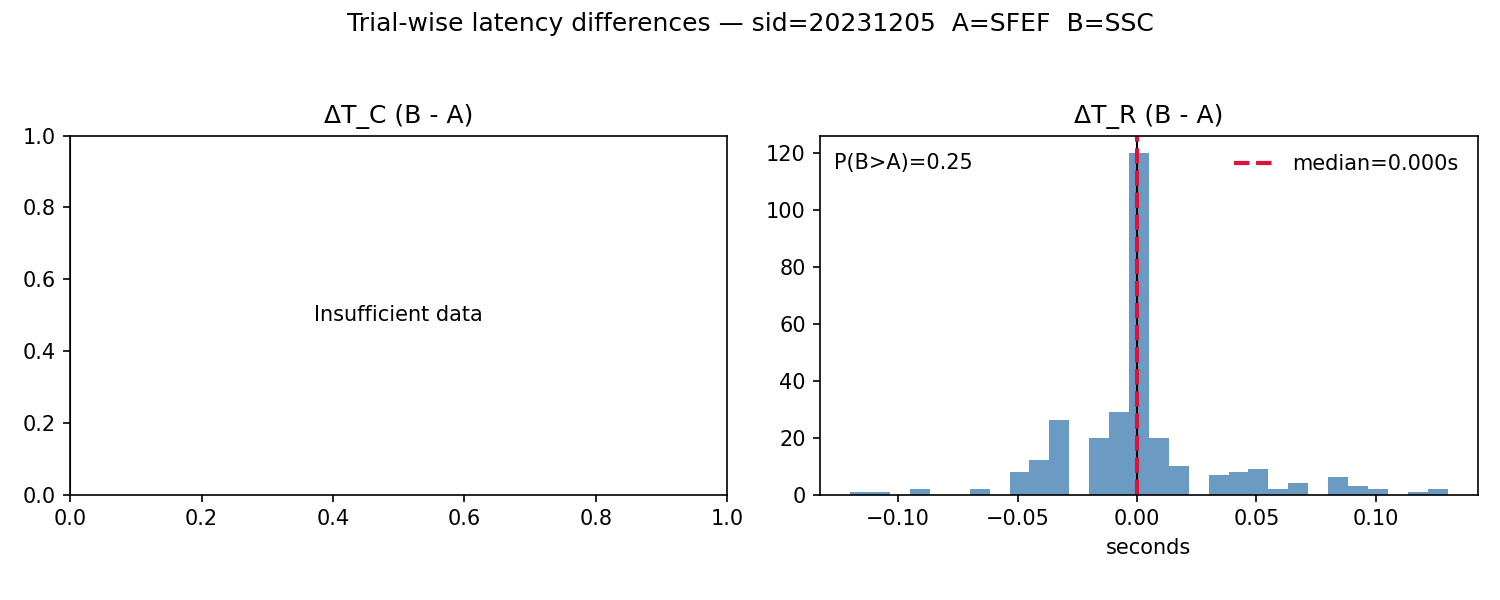 Trial-wise latency differences — sid=20231205  A=SFEF  B=SSC
ΔT_C (B - A)
1.0
0.8
0.6
0.4
0.2
0.0
Insufficient data
0.0 0.2 0.4 0.6 0.8 1.0
ΔT_R (B - A)
120
100
80
60
40
20
0
P(B>A)=0.25
median=0.000s
−0.10 −0.05 0.00 0.05 0.10
seconds